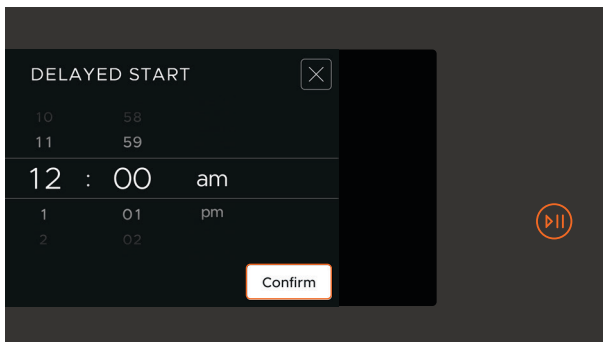 DELAYED START
10 58
11 59
12 : 00 am
1 01 pm
2 02
Confirm